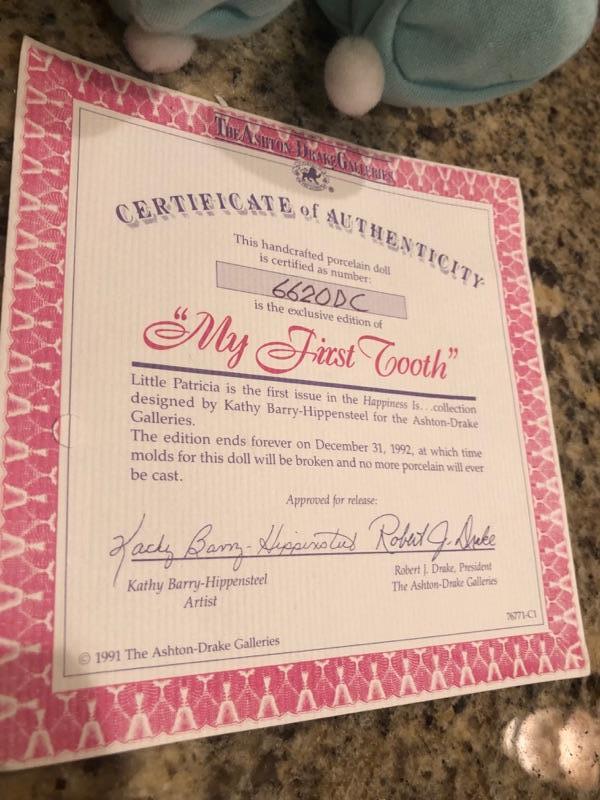 The Ashton-Drake Galleries
®
CERTIFICATE of AUTHENTICITY
This handcrafted porcelain doll
is certified as number:
6620DC
is the exclusive edition of
"My First Tooth"
Little Patricia is the first issue in the Happiness Is...collection
designed by Kathy Barry-Hippensteel for the Ashton-Drake
Galleries.
The edition ends forever on December 31, 1992, at which time
molds for this doll will be broken and no more porcelain will ever
be cast.
Approved for release:
Kathy Barry-Hippensteel Robert J. Drake
Kathy Barry-Hippensteel
Artist
Robert J. Drake, President
The Ashton-Drake Galleries
76771-C1
© 1991 The Ashton-Drake Galleries